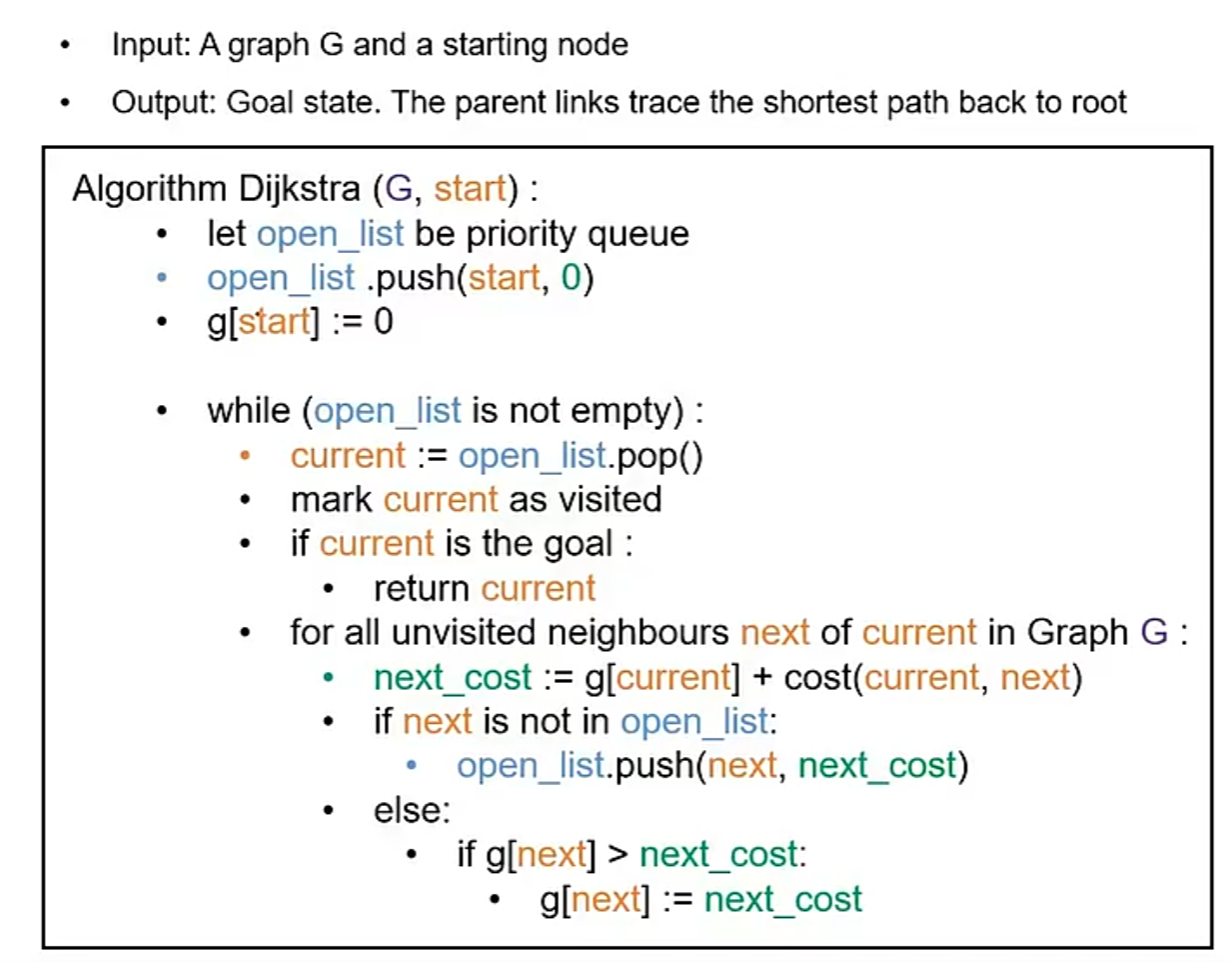 • Input: A graph G and a starting node
• Output: Goal state. The parent links trace the shortest path back to root
Algorithm Dijkstra (G, start) :
• let open_list be priority queue
• open_list .push(start, 0)
• g[start] := 0
• while (open_list is not empty) :
• current := open_list.pop()
• mark current as visited
• if current is the goal :
• return current
• for all unvisited neighbours next of current in Graph G :
• next_cost := g[current] + cost(current, next)
• if next is not in open_list:
• open_list.push(next, next_cost)
• else:
• if g[next] > next_cost:
• g[next] := next_cost